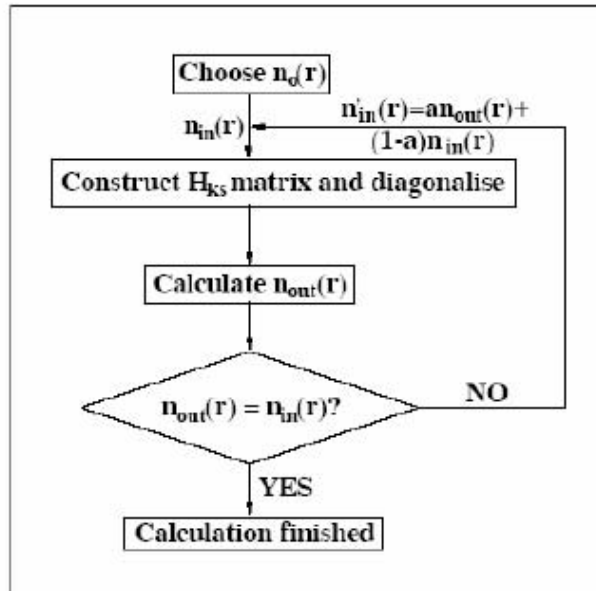 Choose n₀(r)
n'in(r)=anout(r)+
nin(r)
(1-a)nin(r)
Construct HKS matrix and diagonalise
Calculate nout(r)
nout(r) = nin(r)?
NO
YES
Calculation finished